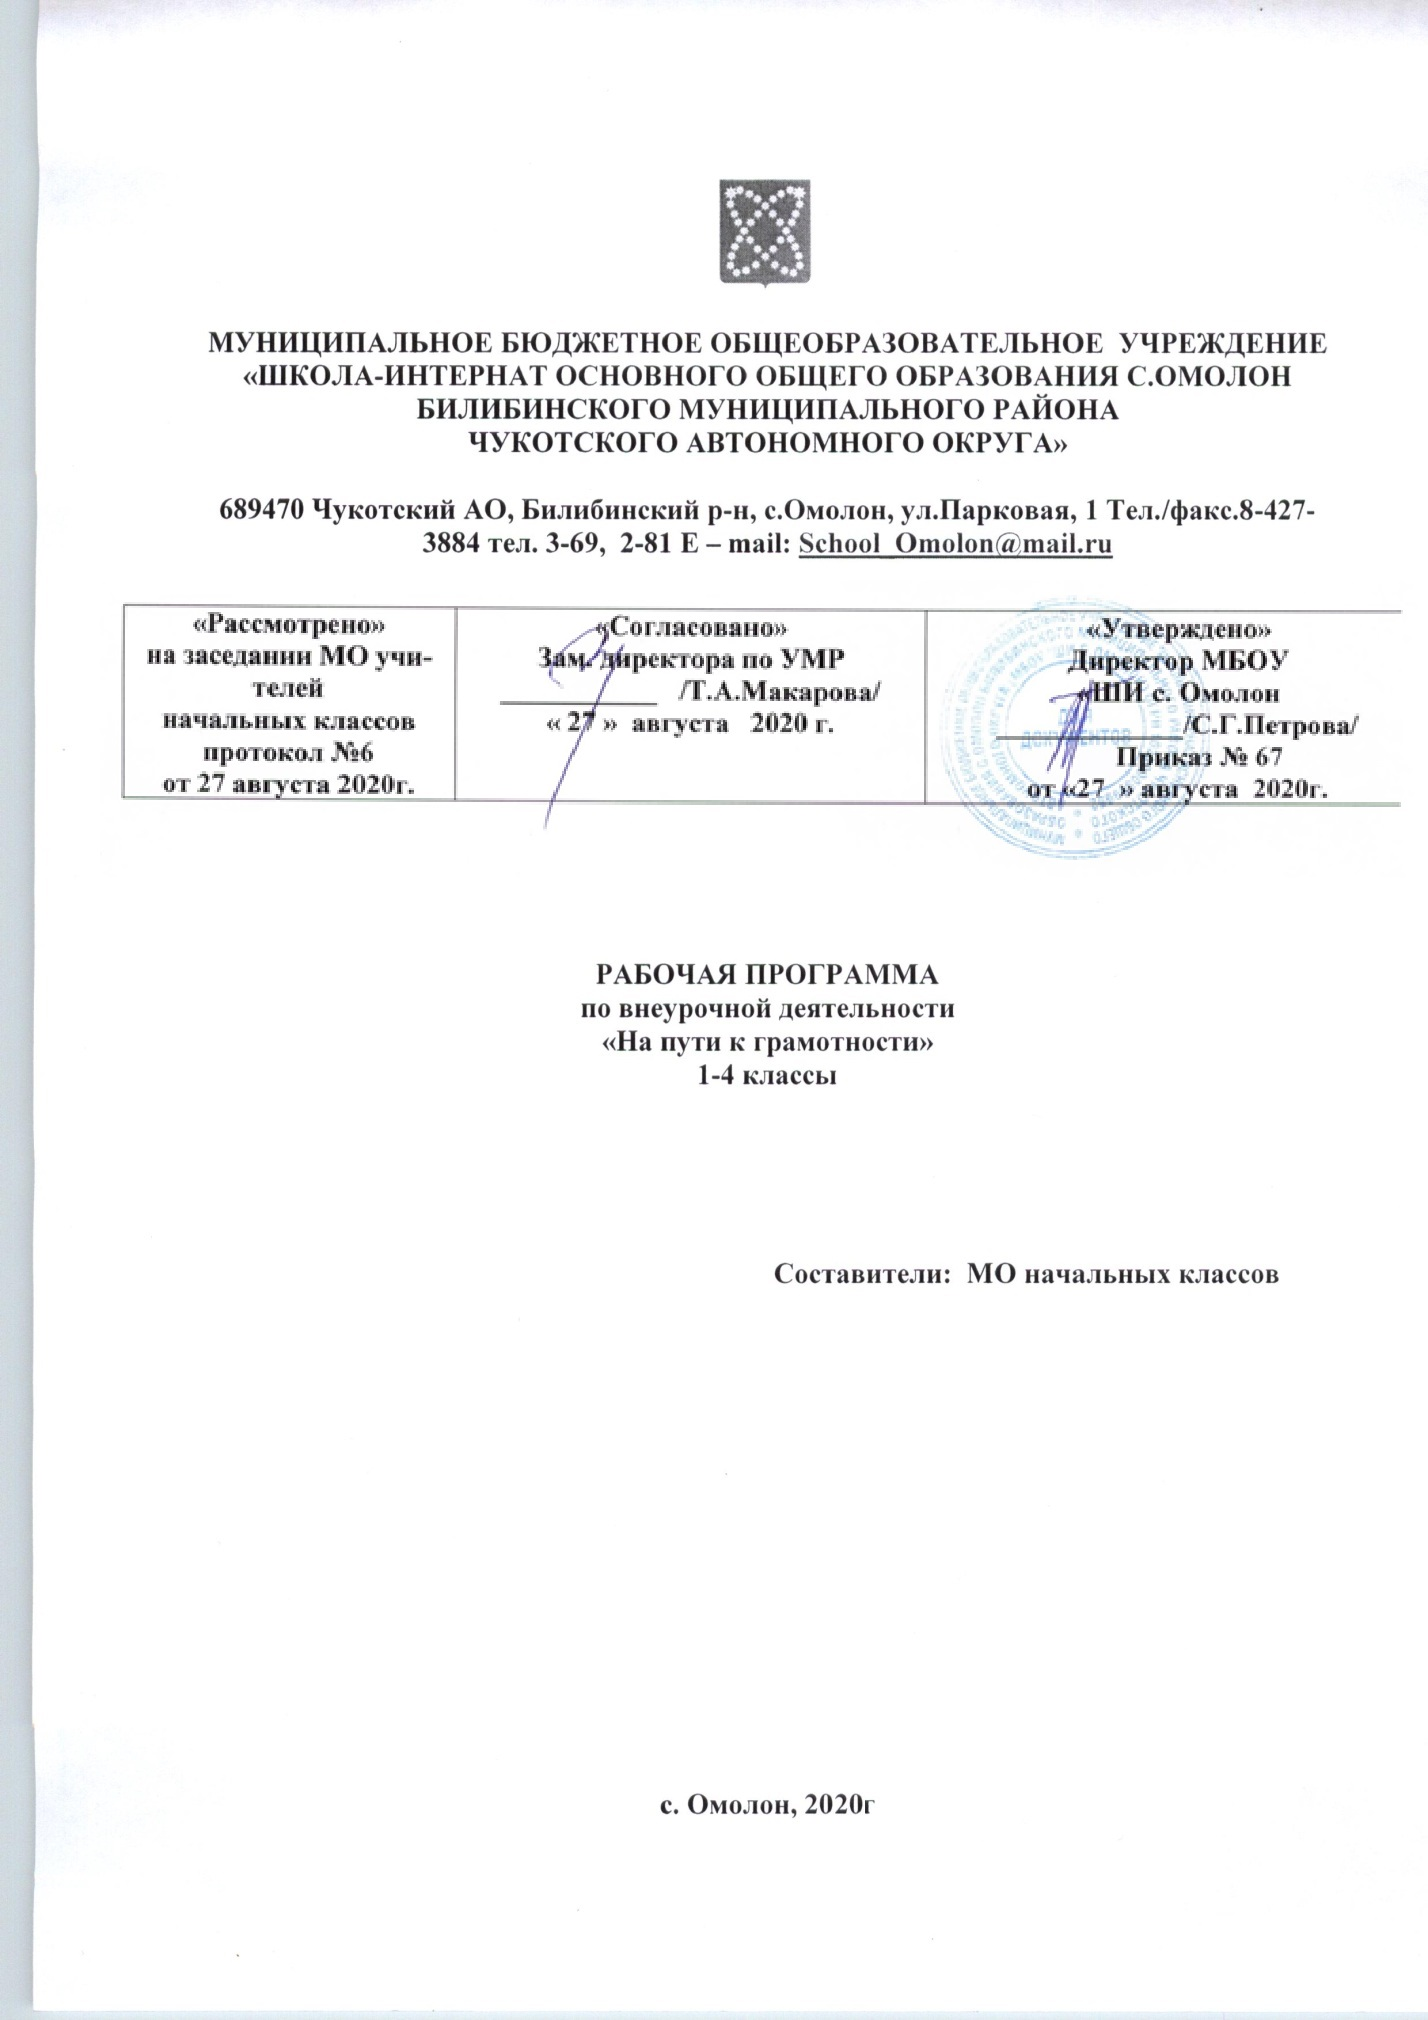 МУНИЦИПАЛЬНОЕ БЮДЖЕТНОЕ ОБЩЕОБРАЗОВАТЕЛЬНОЕ УЧРЕЖДЕНИЕ
«ШКОЛА-ИНТЕРНАТ ОСНОВНОГО ОБЩЕГО ОБРАЗОВАНИЯ С.ОМОЛОН
БИЛИБИНСКОГО МУНИЦИПАЛЬНОГО РАЙОНА
ЧУКОТСКОГО АВТОНОМНОГО ОКРУГА»
689470 Чукотский АО, Билибинский р-н, с.Омолон, ул.Парковая, 1 Тел./факс.8-427-
3884 тел. 3-69, 2-81 E – mail: School_Omolon@mail.ru
«Рассмотрено»
на заседании МО учи-
телей
начальных классов
протокол №6
от 27 августа 2020г.
«Согласовано»
Зам. директора по УМР
___________ /Т.А.Макарова/
« 27 » августа 2020 г.
«Утверждено»
Директор МБОУ
«ШИ с. Омолон
_____________/С.Г.Петрова/
Приказ № 67
от «27 » августа 2020г.
ДОКУМЕНТОВ
РАБОЧАЯ ПРОГРАММА
по внеурочной деятельности
«На пути к грамотности»
1-4 классы
Составители: МО начальных классов
с. Омолон, 2020г